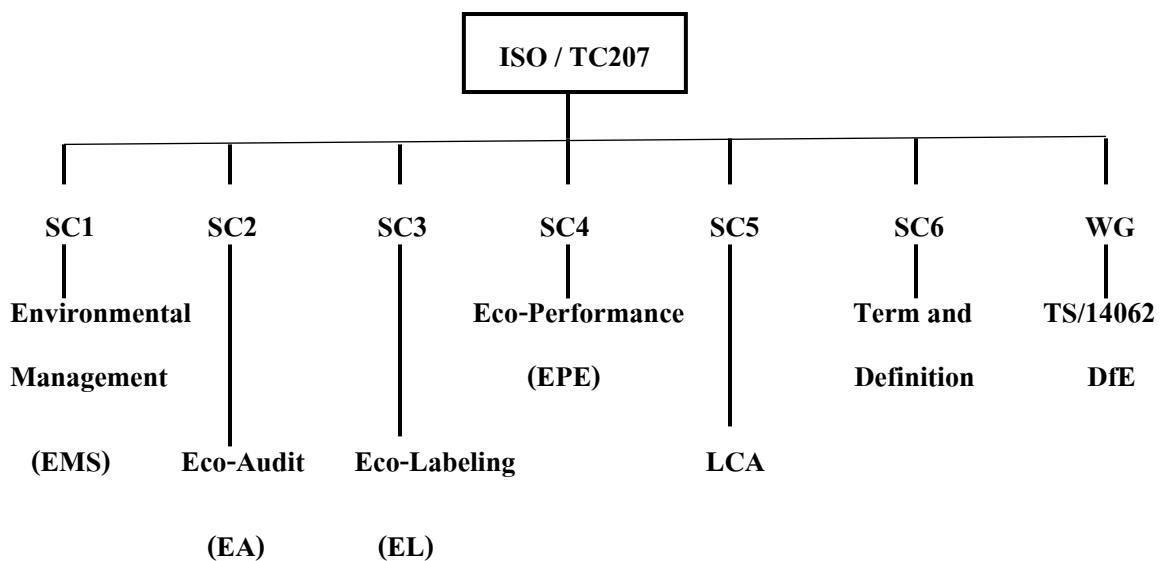 ISO / TC207
SC1 SC2 SC3 SC4 SC5 SC6 WG
Environmental Eco-Performance Term and TS/14062
Management (EPE) Definition DfE
(EMS) Eco-Audit Eco-Labeling LCA
(EA) (EL)